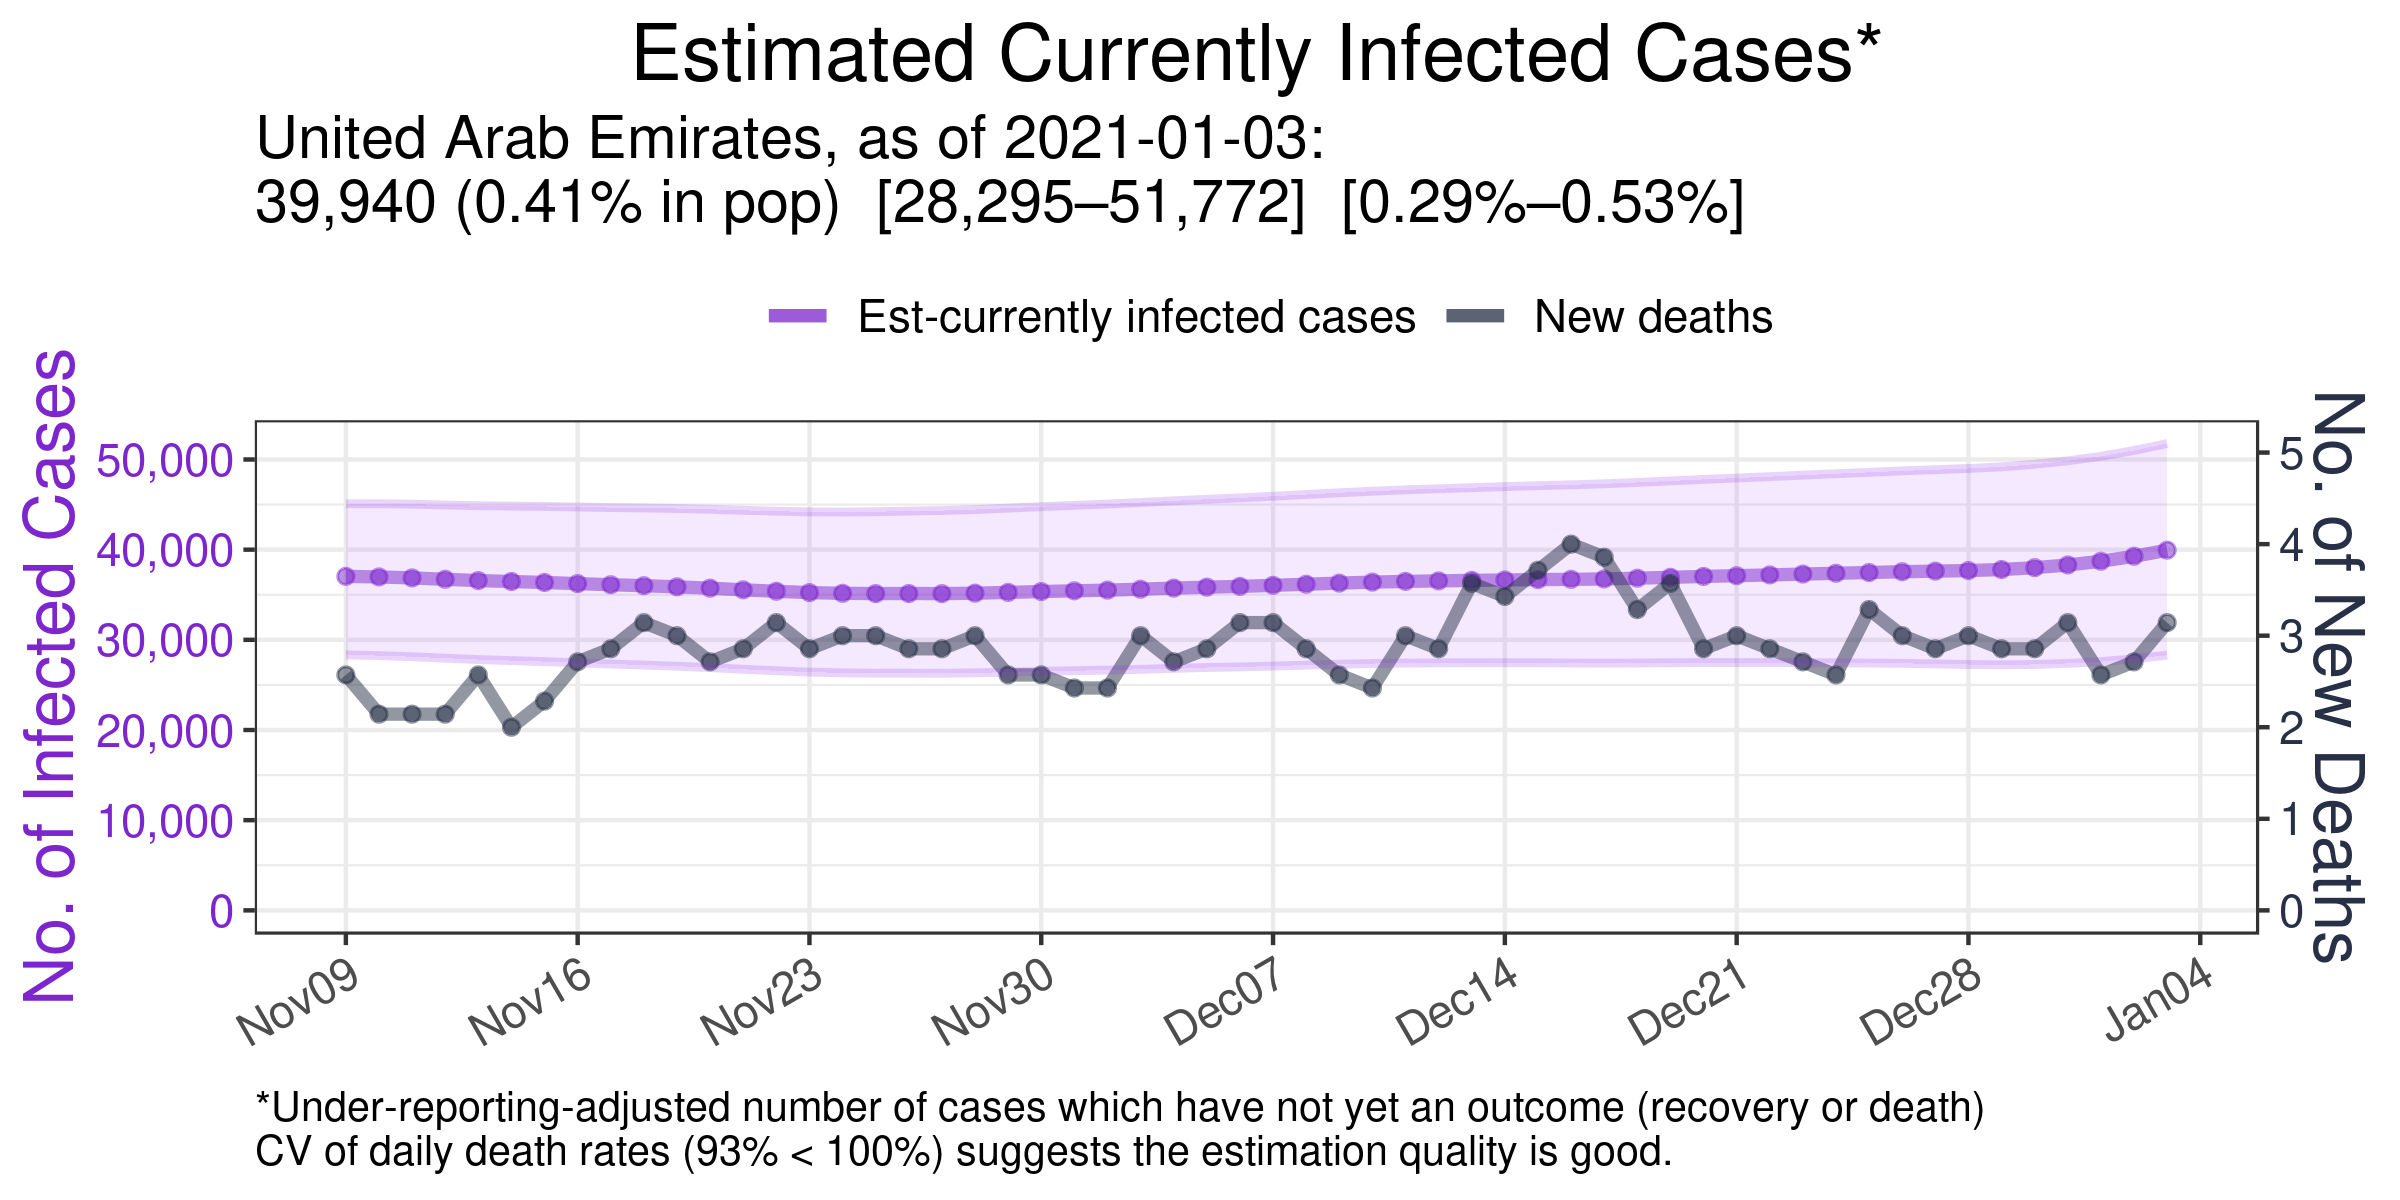 Estimated Currently Infected Cases*
United Arab Emirates, as of 2021-01-03:
39,940 (0.41% in pop)  [28,295–51,772]  [0.29%–0.53%]
Est-currently infected cases
New deaths
No. of Infected Cases
50,000
40,000
30,000
20,000
10,000
0
5
4
3
2
1
0
No. of New Deaths
Nov09
Nov16
Nov23
Nov30
Dec07
Dec14
Dec21
Dec28
Jan04
*Under-reporting-adjusted number of cases which have not yet an outcome (recovery or death)
CV of daily death rates (93% < 100%) suggests the estimation quality is good.